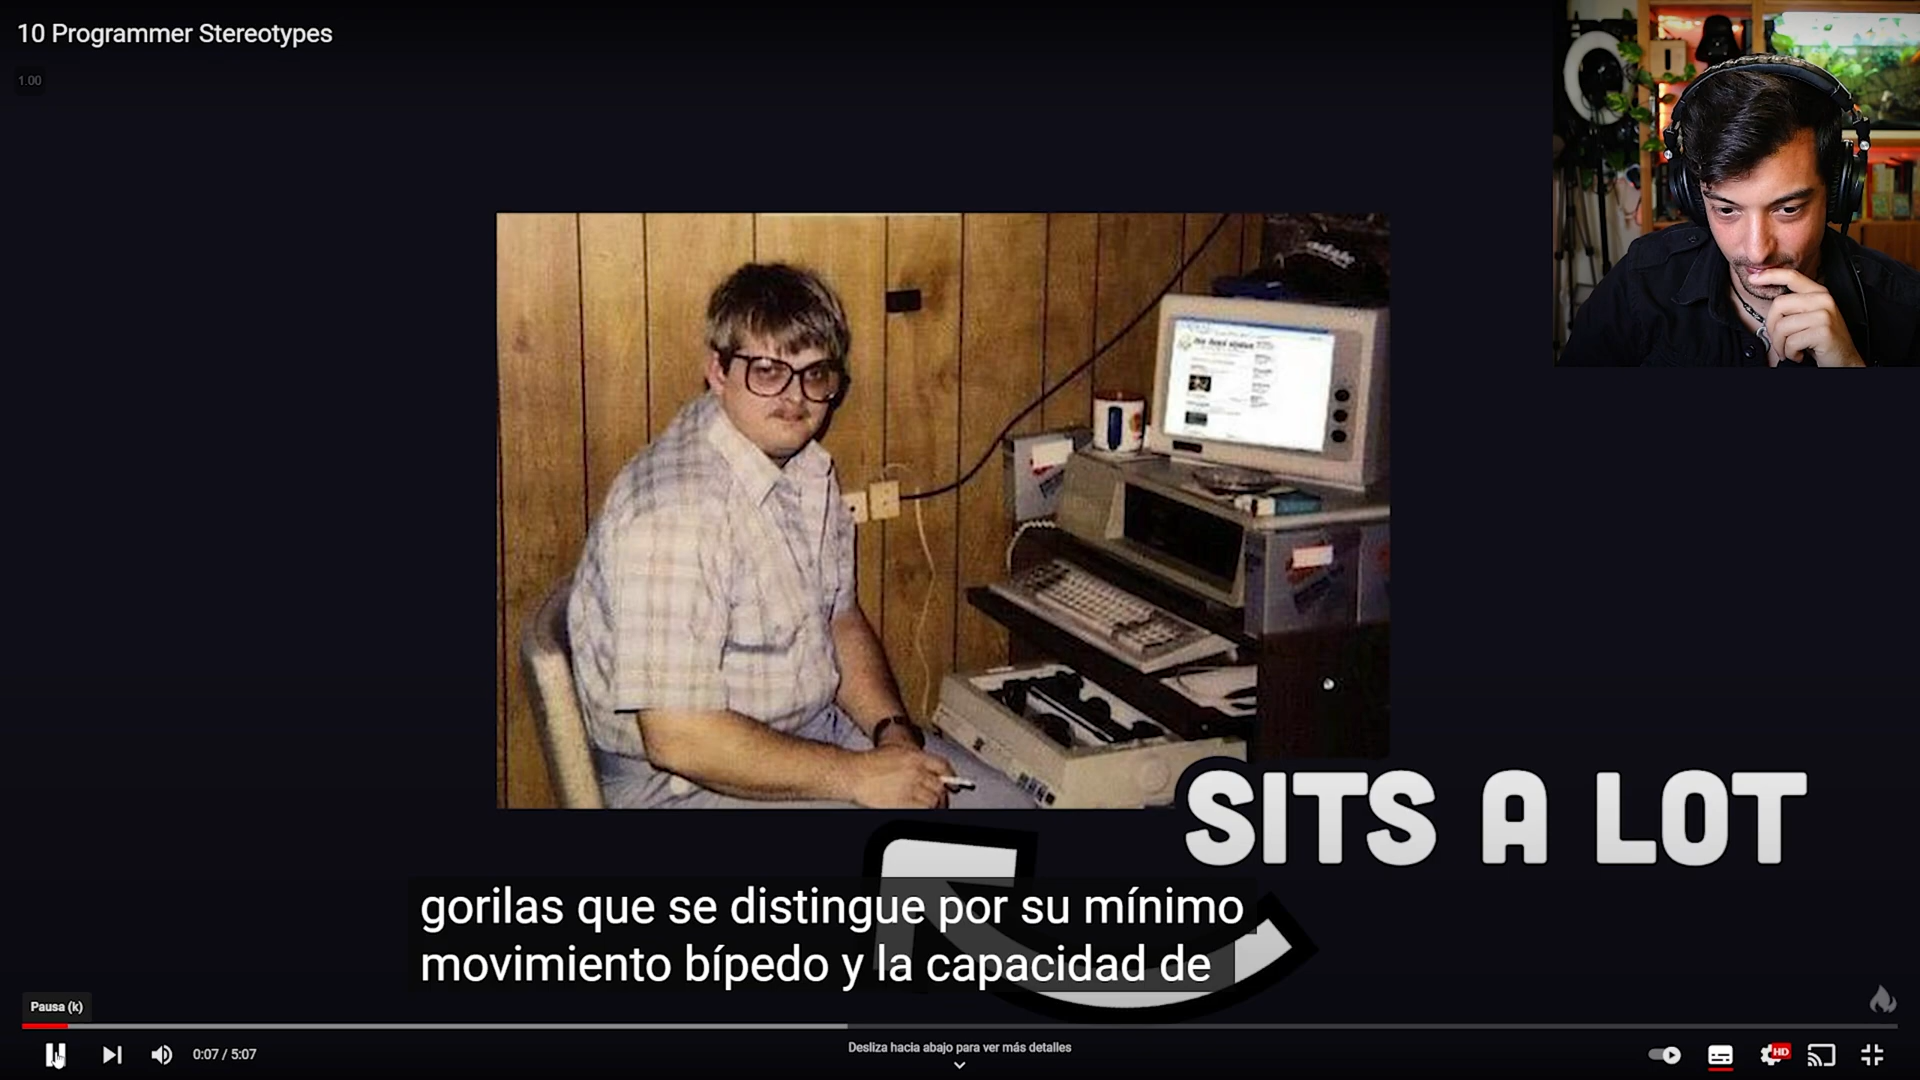 10 Programmer Stereotypes
1.00
SITS A LOT
gorilas que se distingue por su mínimo
movimiento bípedo y la capacidad de
Pausa (k)
0:07 / 5:07
Desliza hacia abajo para ver más detalles
HD